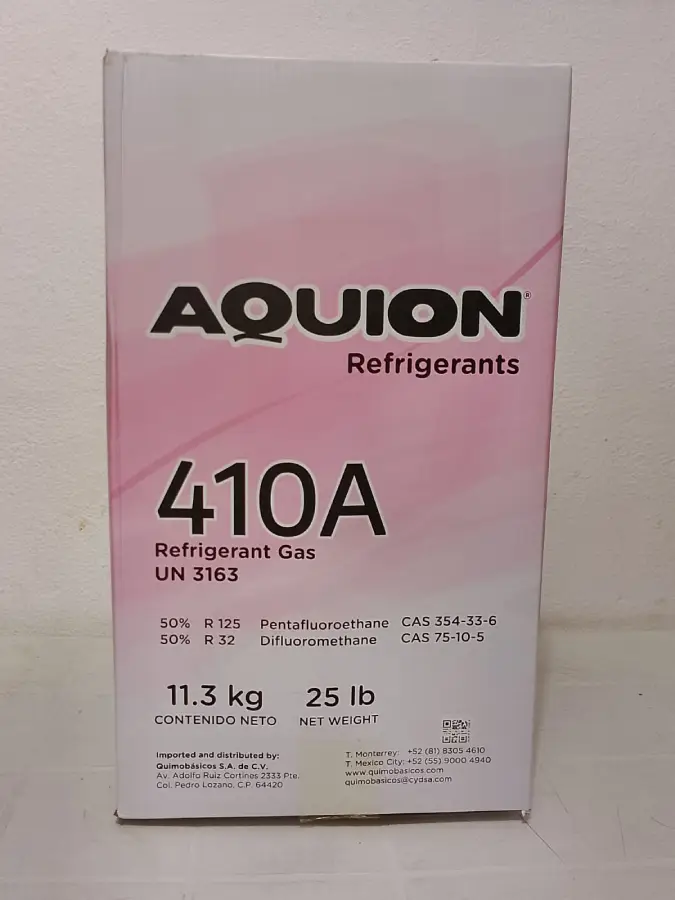 AQUION®
Refrigerants
410A
Refrigerant Gas
UN 3163
50% R 125 Pentafluoroethane CAS 354-33-6
50% R 32 Difluoromethane CAS 75-10-5
11.3 kg 25 lb
CONTENIDO NETO NET WEIGHT
Imported and distributed by:
Quimobásicos S.A. de C.V.
Av. Adolfo Ruiz Cortines 2333 Pte.
Col. Pedro Lozano, C.P. 64420
T. Monterrey: +52 (81) 8305 4610
T. Mexico City: +52 (55) 9000 4940
www.quimobasicos.com
quimobasicos@cydsa.com